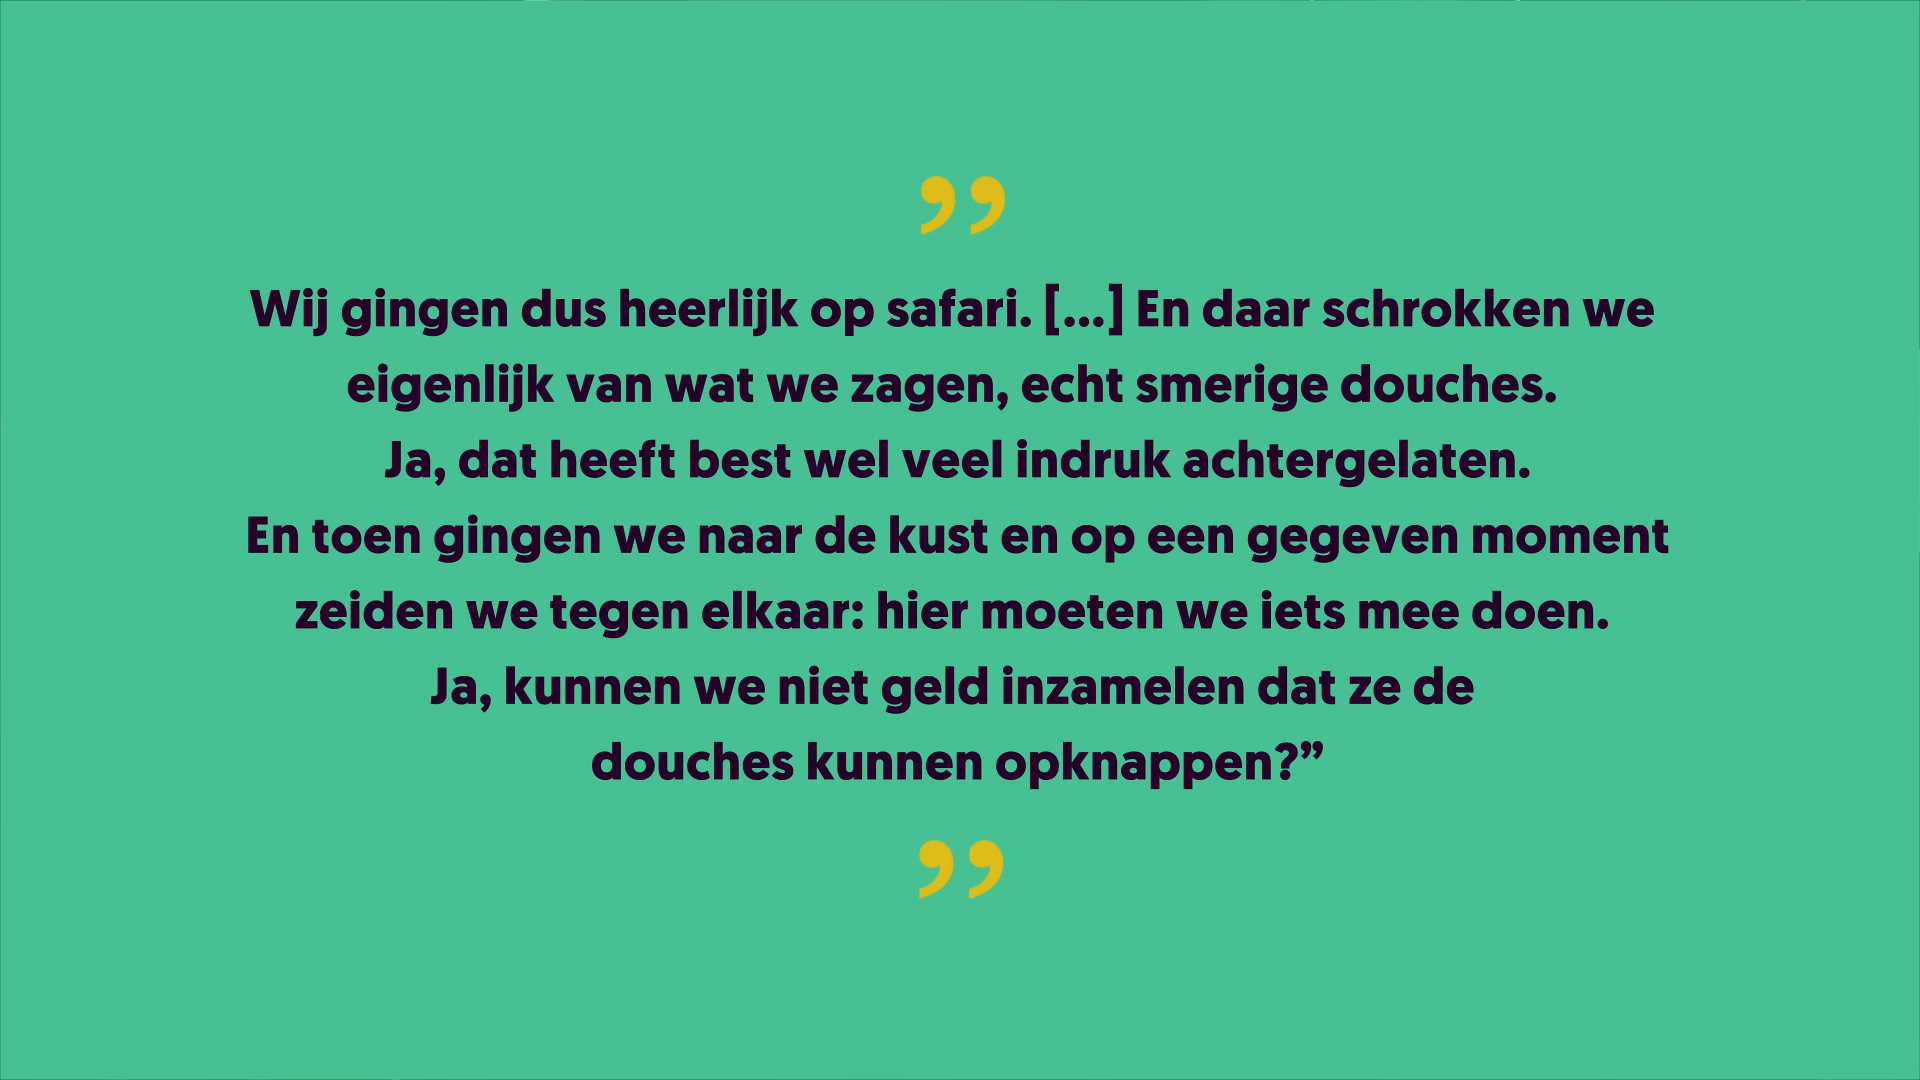 ”
Wij gingen dus heerlijk op safari. [...] En daar schrokken we
eigenlijk van wat we zagen, echt smerige douches.
Ja, dat heeft best wel veel indruk achtergelaten.
En toen gingen we naar de kust en op een gegeven moment
zeiden we tegen elkaar: hier moeten we iets mee doen.
Ja, kunnen we niet geld inzamelen dat ze de
douches kunnen opknappen?”
”